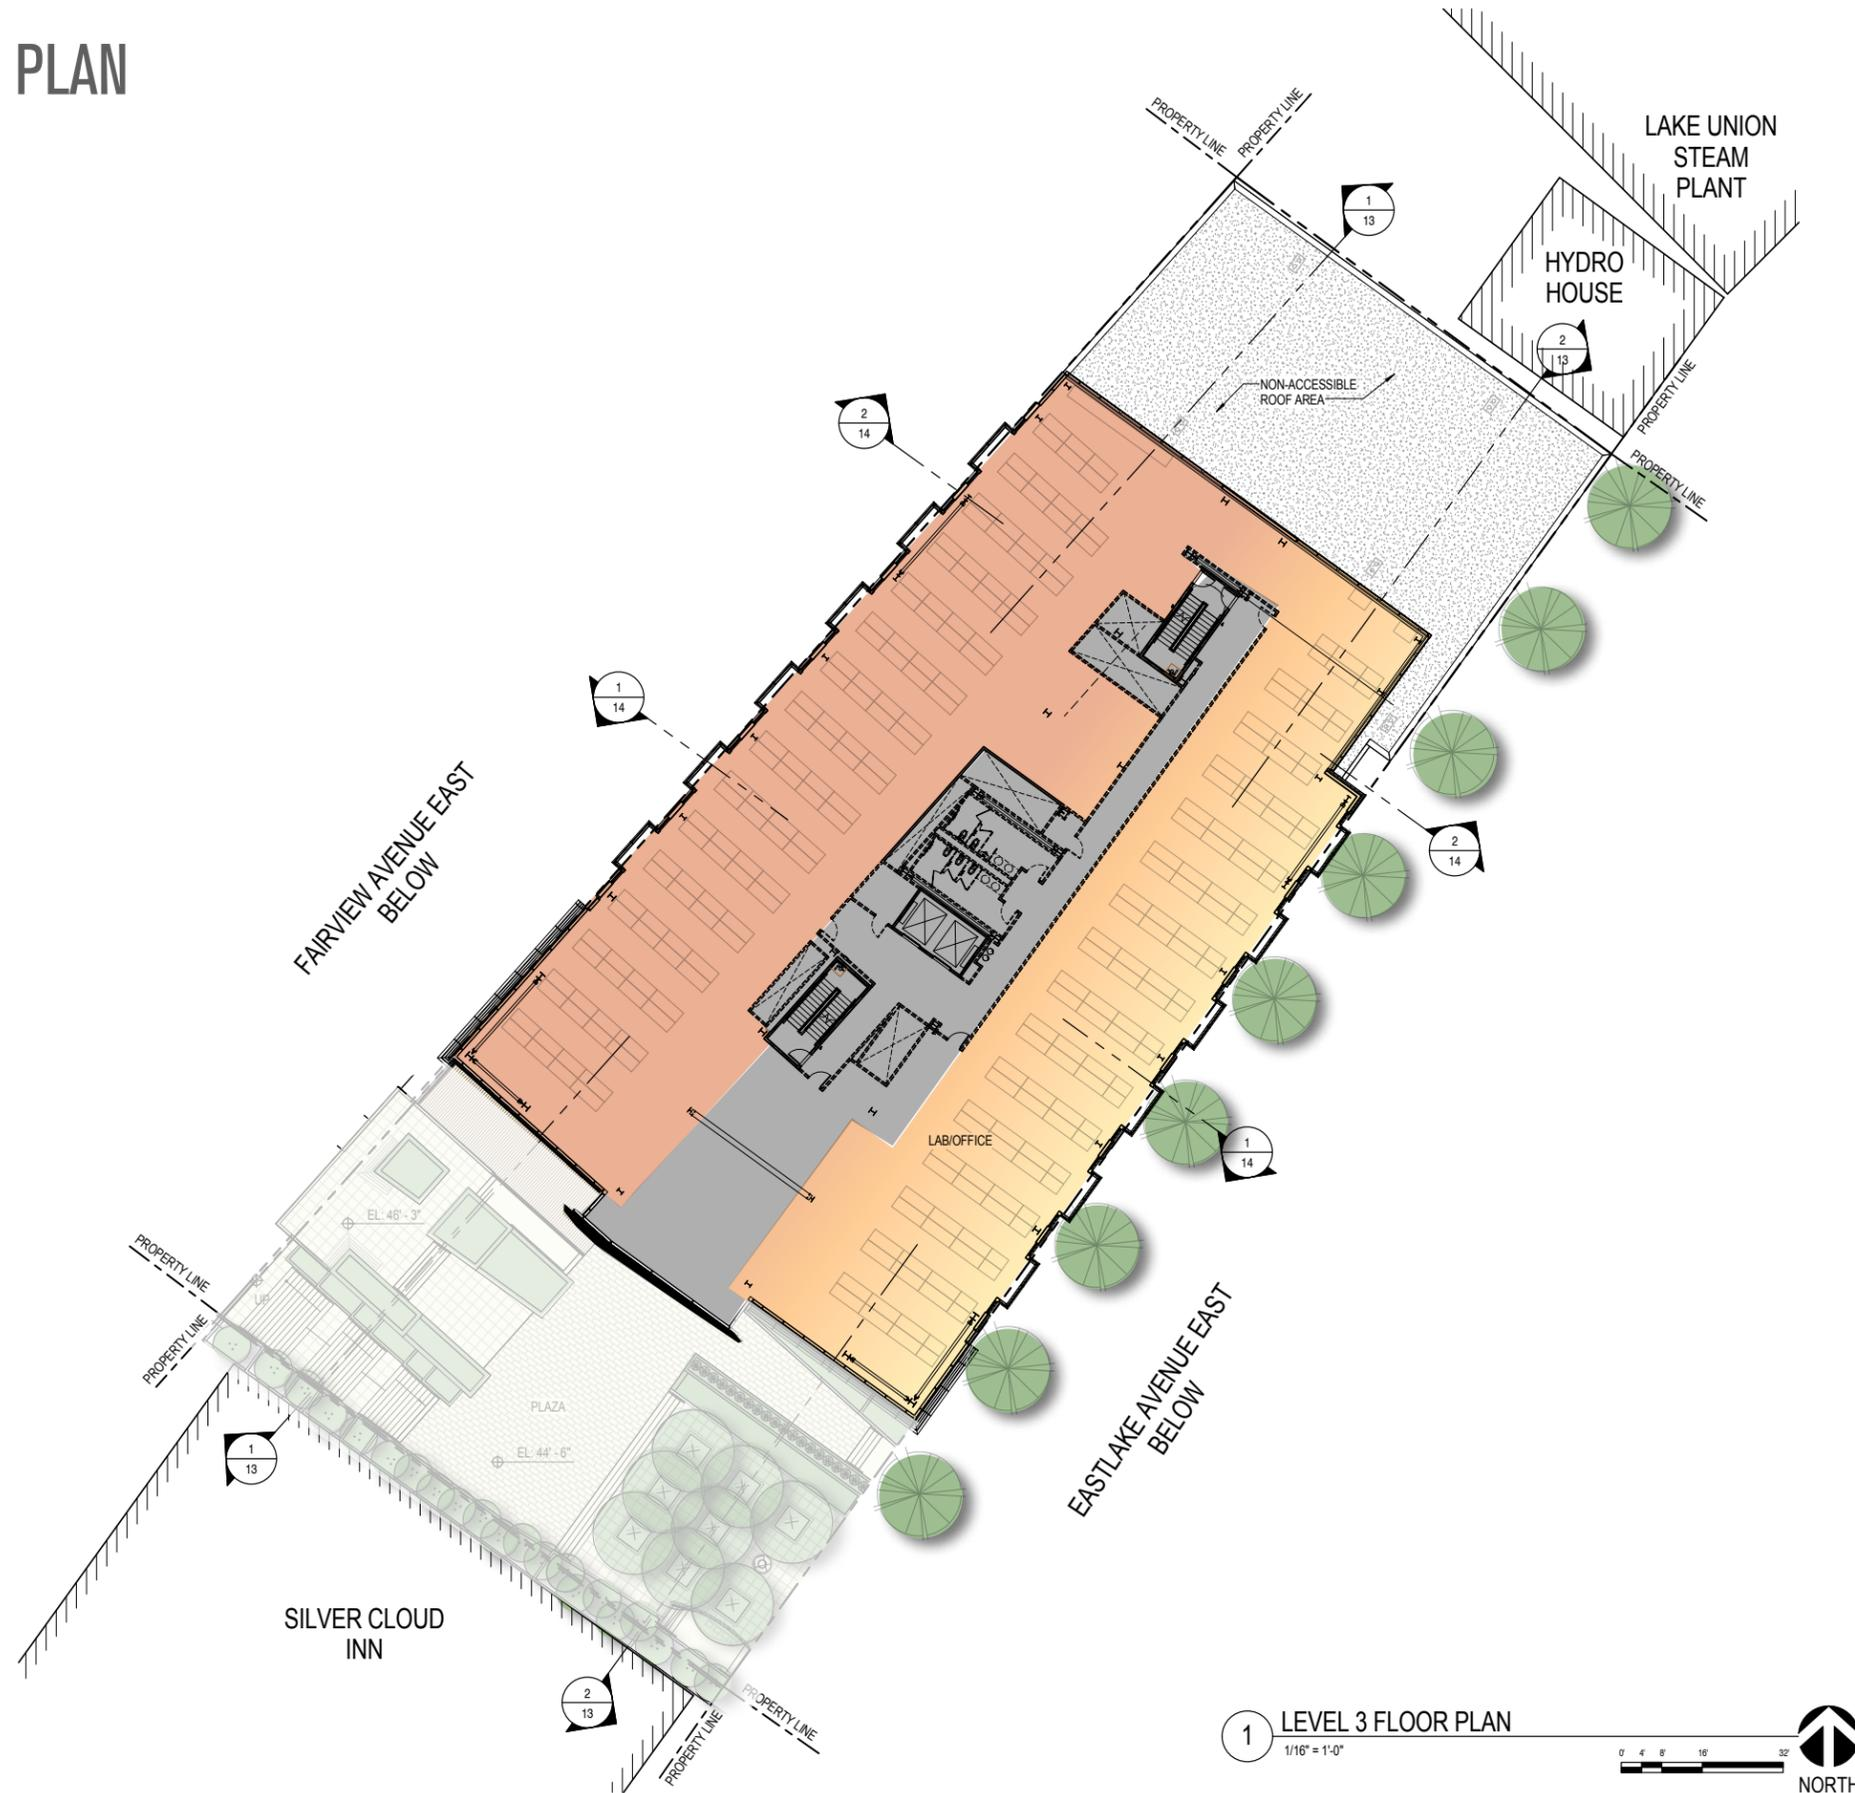 PLAN
PROPERTY LINE
PROPERTY LINE
LAKE UNION
STEAM
PLANT
1
13
HYDRO
HOUSE
2
13
PROPERTY LINE
NON-ACCESSIBLE
ROOF AREA
2
14
PROPERTY LINE
1
14
FAIRVIEW AVENUE EAST
BELOW
2
14
LAB/OFFICE
1
14
EL: 46' - 3"
PROPERTY LINE
UP
PROPERTY LINE
PLAZA
EL: 44' - 6"
1
13
EASTLAKE AVENUE EAST
BELOW
SILVER CLOUD
INN
2
13
PROPERTY LINE
PROPERTY LINE
1
LEVEL 3 FLOOR PLAN
1/16" = 1'-0"
0' 4' 8' 16' 32'
NORTH